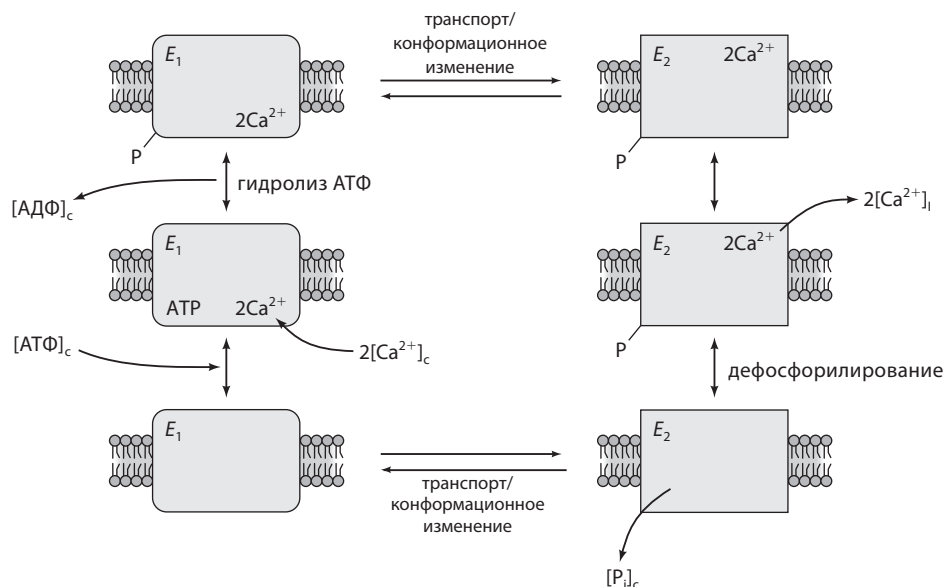 транспорт/
конформационное
изменение
E₁
2Ca²⁺
P
E₂
2Ca²⁺
P
гидролиз АТФ
[АДФ]c
2[Ca²⁺]l
E₁
ATP
2Ca²⁺
E₂
2Ca²⁺
P
[АТФ]c
2[Ca²⁺]c
дефосфорилирование
E₁
E₂
транспорт/
конформационное
изменение
[Pi]c